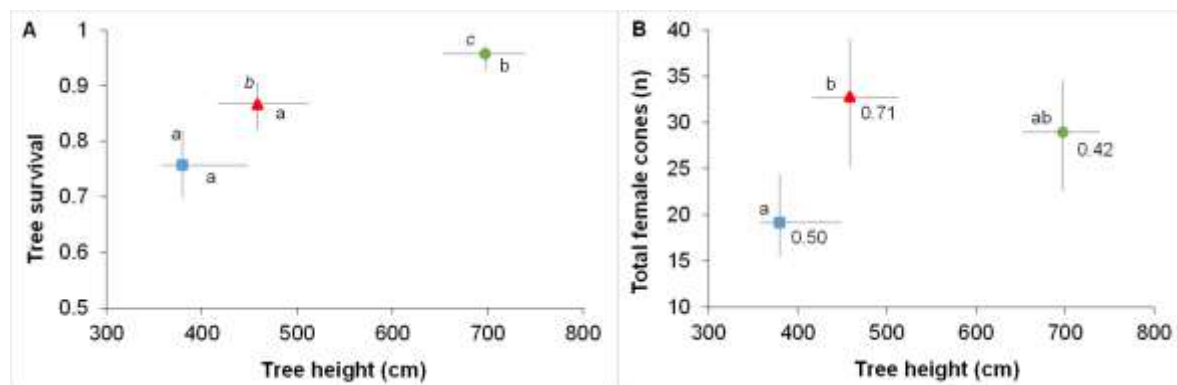 A
1
0.9
0.8
0.7
0.6
0.5
Tree survival
a
a
b
a
c
b
300 400 500 600 700 800
Tree height (cm)
B
40
35
30
25
20
15
10
Total female cones (n)
a
0.50
b
0.71
ab
0.42
300 400 500 600 700 800
Tree height (cm)